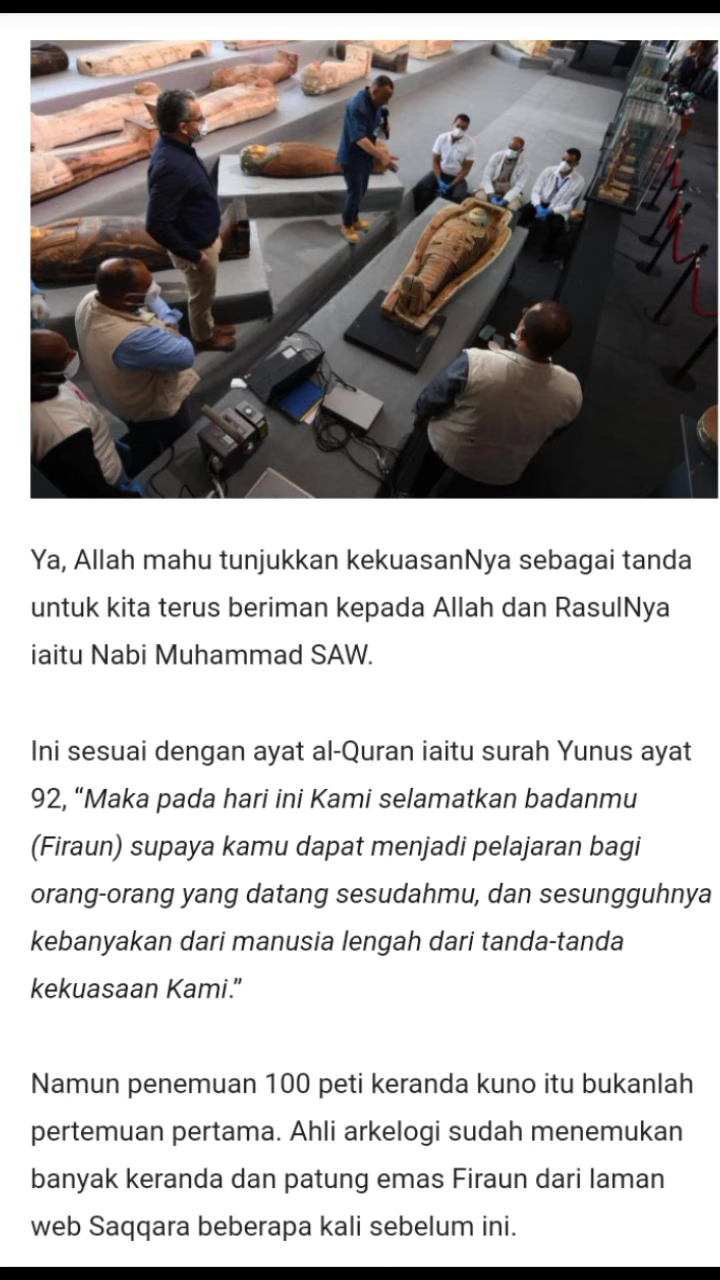 Ya, Allah mahu tunjukkan kekuasanNya sebagai tanda
untuk kita terus beriman kepada Allah dan RasulNya
iaitu Nabi Muhammad SAW.
Ini sesuai dengan ayat al-Quran iaitu surah Yunus ayat
92, “Maka pada hari ini Kami selamatkan badanmu
(Firaun) supaya kamu dapat menjadi pelajaran bagi
orang-orang yang datang sesudahmu, dan sesungguhnya
kebanyakan dari manusia lengah dari tanda-tanda
kekuasaan Kami.”
Namun penemuan 100 peti keranda kuno itu bukanlah
pertemuan pertama. Ahli arkelogi sudah menemukan
banyak keranda dan patung emas Firaun dari laman
web Saqqara beberapa kali sebelum ini.